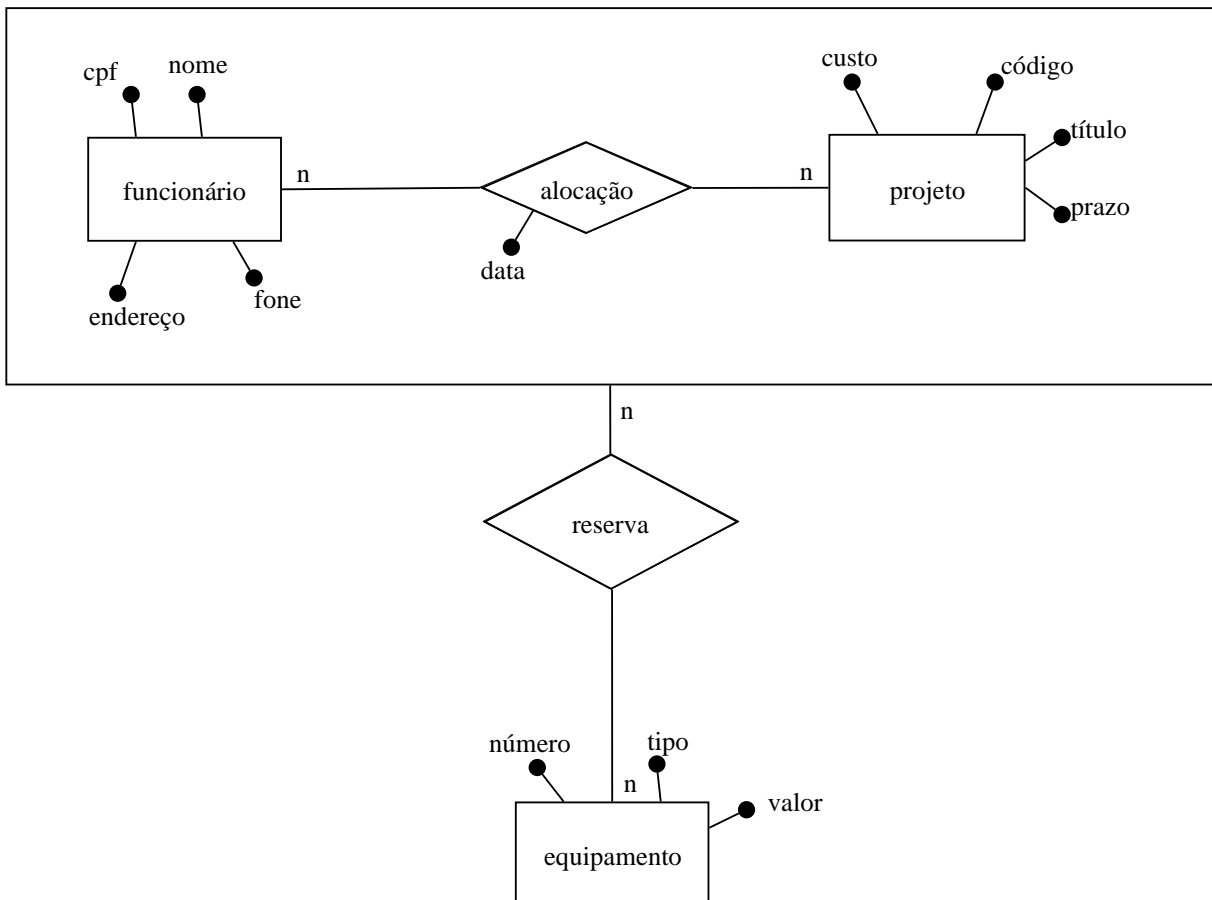 cpf
nome
custo
código
título
prazo
funcionário
n
alocação
n
projeto
data
endereço
fone
n
reserva
número
tipo
n
valor
equipamento